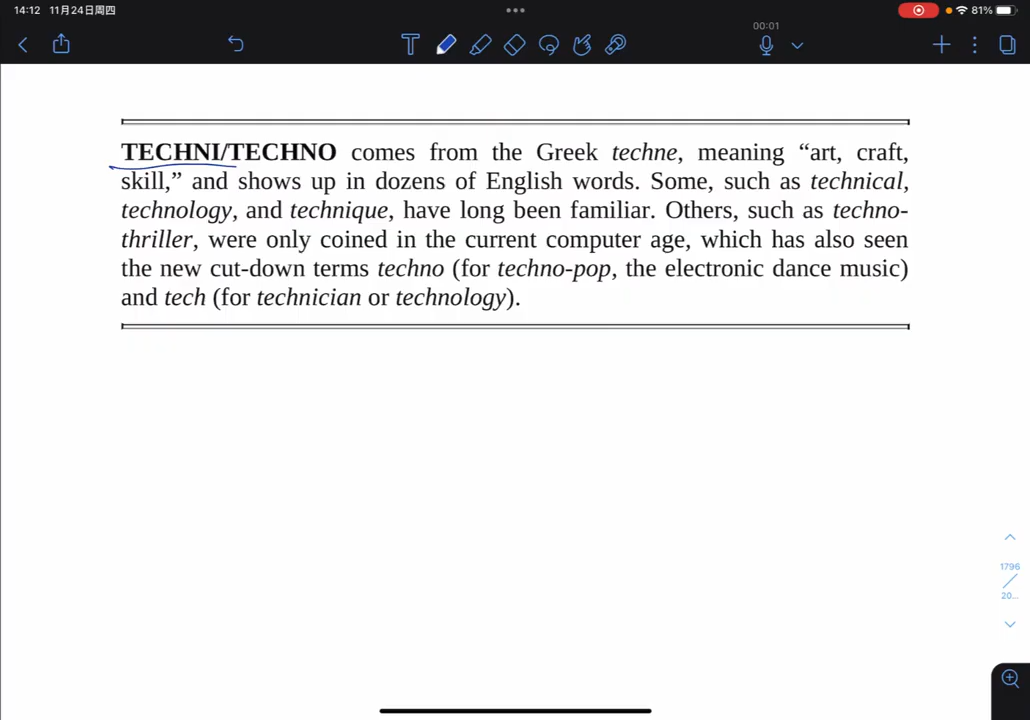 14:12 11月24日周四
81%
00:01
TECHNI/TECHNO comes from the Greek techne, meaning “art, craft,
skill,” and shows up in dozens of English words. Some, such as technical,
technology, and technique, have long been familiar. Others, such as techno-
thriller, were only coined in the current computer age, which has also seen
the new cut-down terms techno (for techno-pop, the electronic dance music)
and tech (for technician or technology).
1796
20...